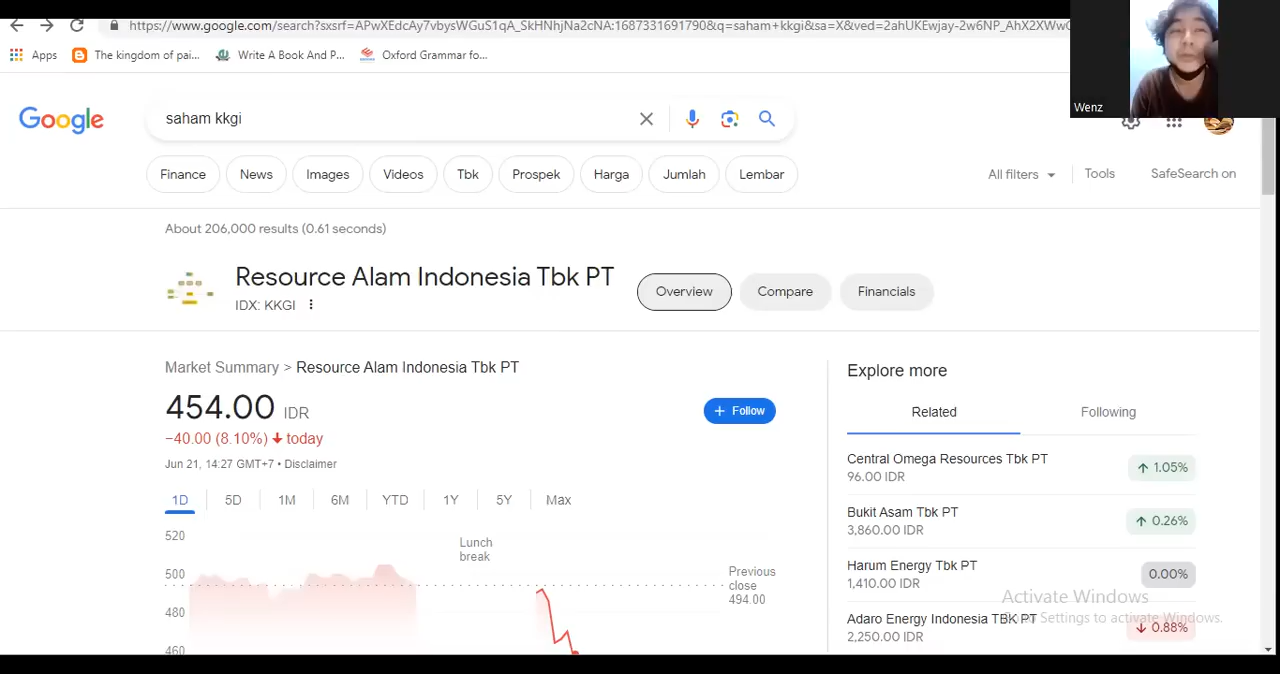 https://www.google.com/search?sxsrf=APwXEdcAy7vbysWGuS1qA_SkHNhjNa2cNA:1687331691790&q=saham+kkgi&sa=X&ved=2ahUKEwjay-2w6NP_AhX2XWwC
Wenz
Apps
The kingdom of pai...
Write A Book And P...
Oxford Grammar fo...
Google
saham kkgi
Finance
News
Images
Videos
Tbk
Prospek
Harga
Jumlah
Lembar
All filters
Tools
SafeSearch on
About 206,000 results (0.61 seconds)
Resource Alam Indonesia Tbk PT
IDX: KKGI
Overview
Compare
Financials
Market Summary > Resource Alam Indonesia Tbk PT
454.00 IDR
−40.00 (8.10%) today
Jun 21, 14:27 GMT+7 • Disclaimer
+ Follow
1D
5D
1M
6M
YTD
1Y
5Y
Max
520
500
480
460
Lunch
break
Previous
close
494.00
Explore more
Related
Following
Central Omega Resources Tbk PT
96.00 IDR
1.05%
Bukit Asam Tbk PT
3,860.00 IDR
0.26%
Harum Energy Tbk PT
1,410.00 IDR
0.00%
Adaro Energy Indonesia TBK PT
2,250.00 IDR
0.88%
Activate Windows
to Settings to activate Windows.